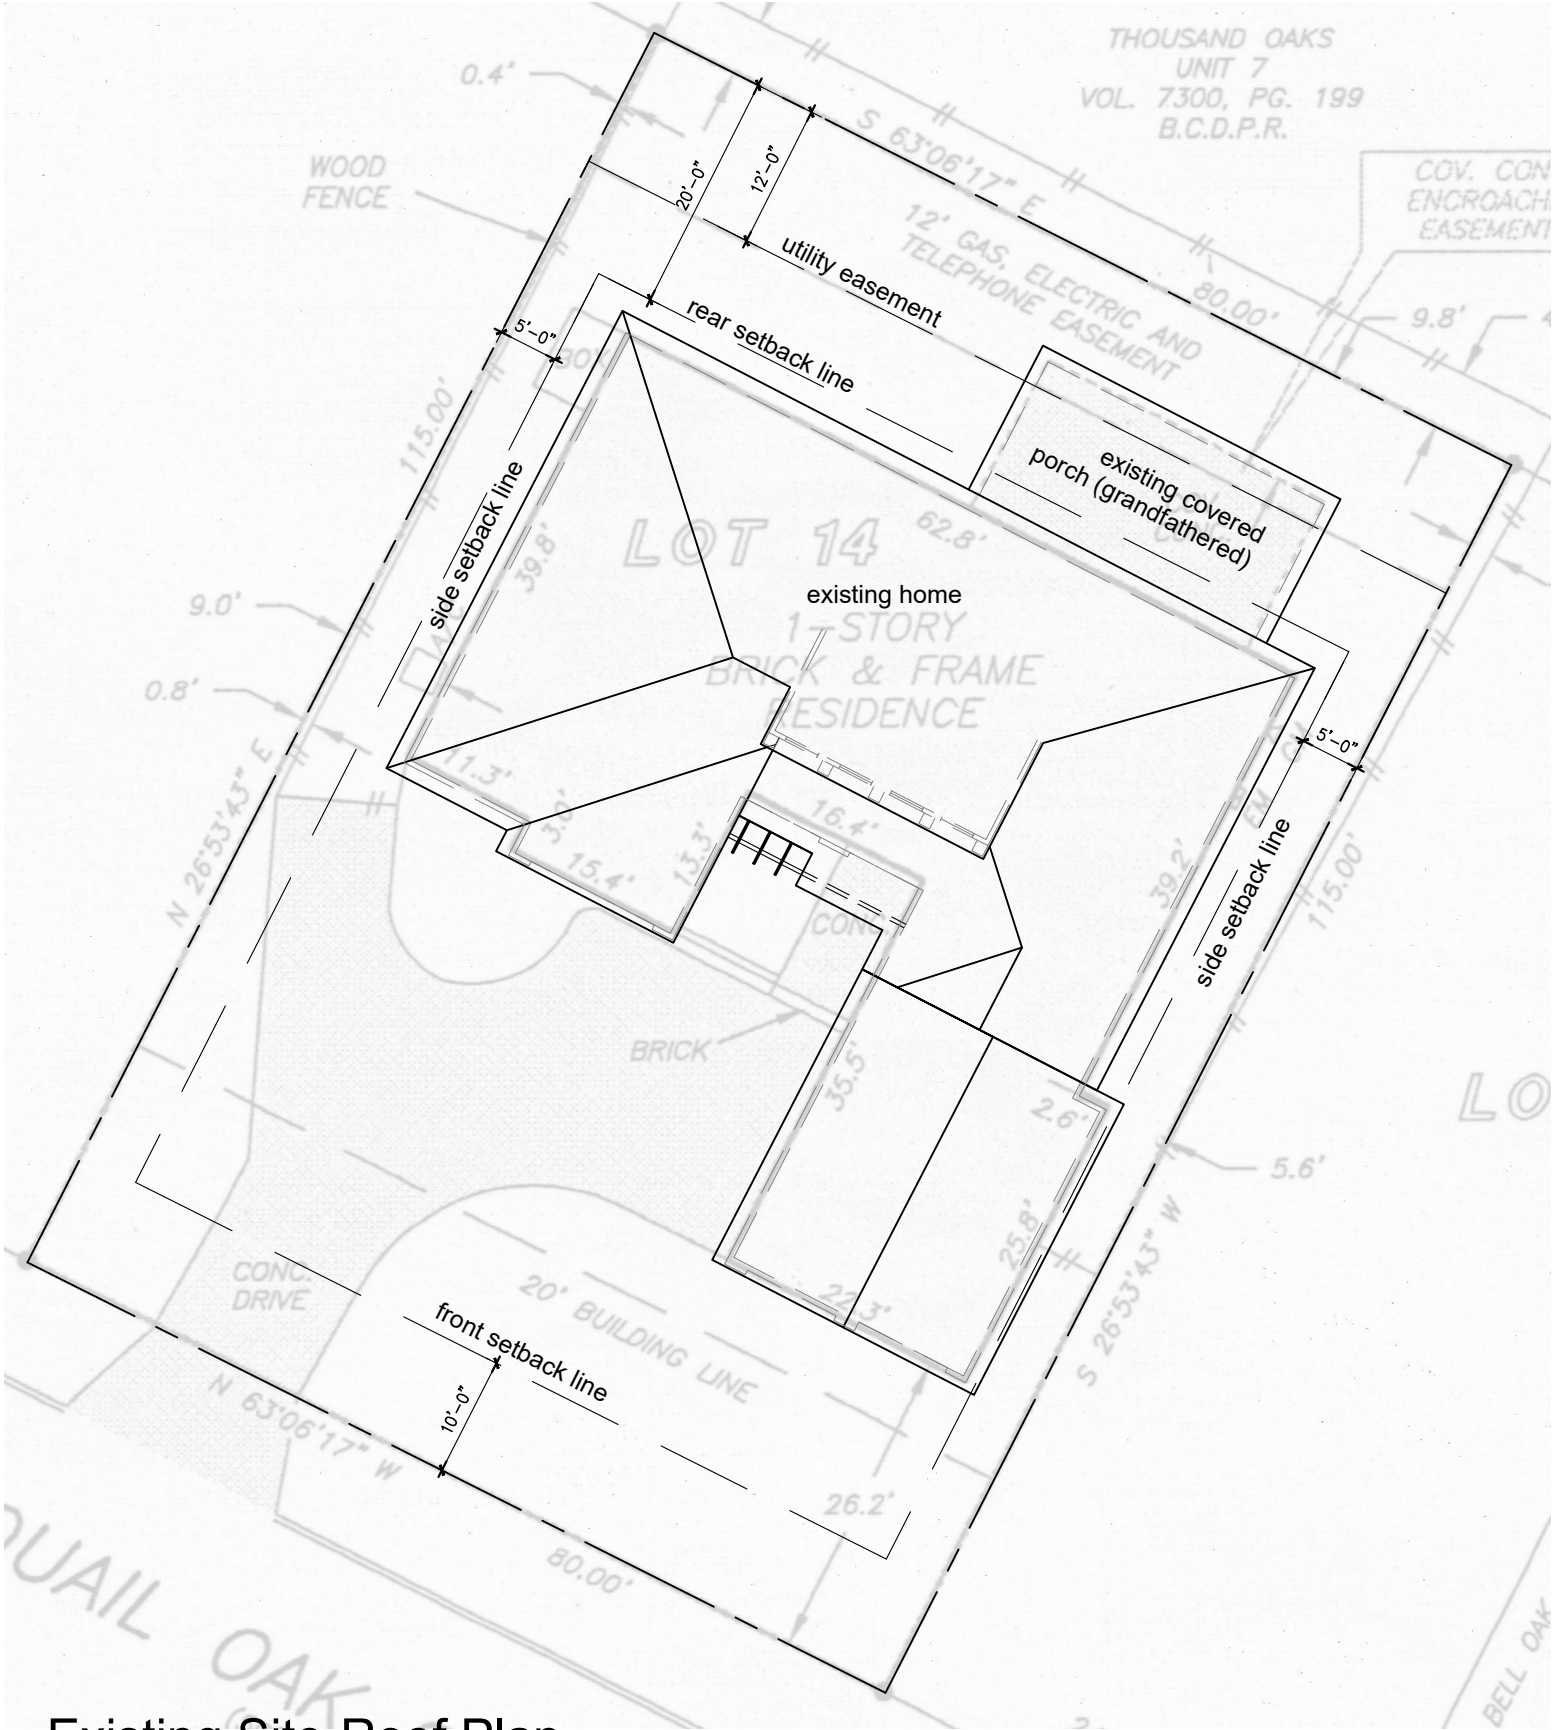 THOUSAND OAKS
UNIT 7
VOL. 7300, PG. 199
B.C.D.P.R.
0.4'
S 63°06'17" E
WOOD
FENCE
20'-0"
12'-0"
COV. CON
ENCROACH
EASEMENT
12' GAS, ELECTRIC AND
TELEPHONE EASEMENT
utility easement
80.00'
9.8'
4
rear setback line
5'-0"
BOX
115.00'
existing covered
porch (grandfathered)
side setback line
39.8'
LOT 14
62.8'
existing home
1-STORY
BRICK & FRAME
RESIDENCE
9.0'
0.8'
A/C
5'-0"
N 26°53'43" E
11.3'
3.0'
15.4'
13.3'
16.4'
39.2'
side setback line
115.00'
CONC.
BRICK
35.5'
2.6'
LO
5.6'
25.8'
S 26°53'43" W
CONC.
DRIVE
20' BUILDING LINE
22.3'
front setback line
10'-0"
N 63°06'17" W
26.2'
80.00'
QUAIL OAK
BELL OAK
Existing Site Roof Plan